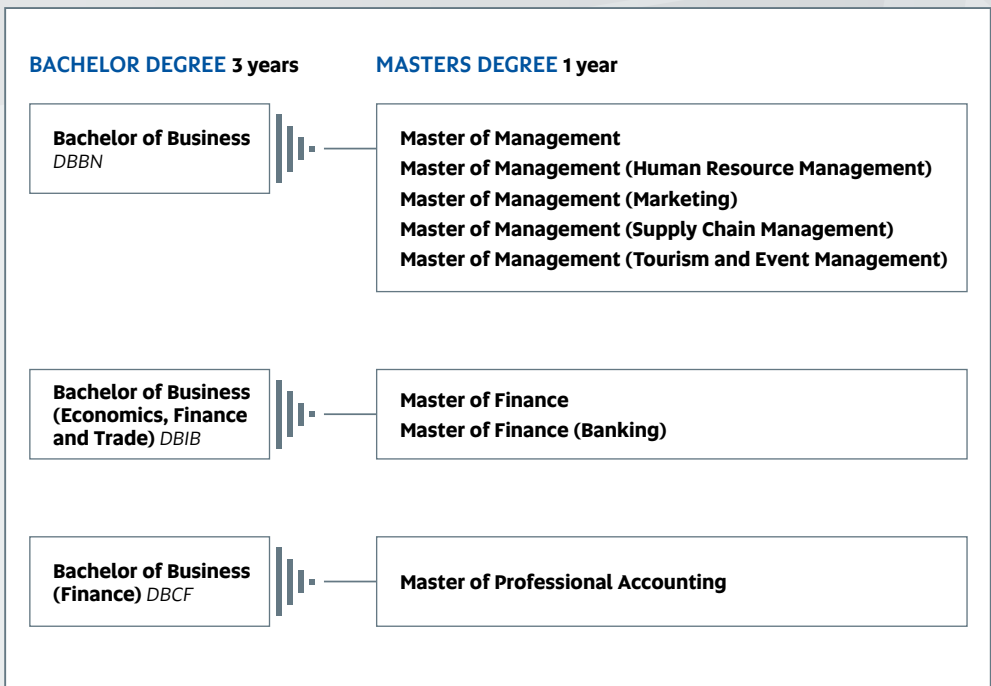 BACHELOR DEGREE 3 years
MASTERS DEGREE 1 year
Bachelor of Business
DBBN
Master of Management
Master of Management (Human Resource Management)
Master of Management (Marketing)
Master of Management (Supply Chain Management)
Master of Management (Tourism and Event Management)
Bachelor of Business
(Economics, Finance
and Trade) DBIB
Master of Finance
Master of Finance (Banking)
Bachelor of Business
(Finance) DBCF
Master of Professional Accounting